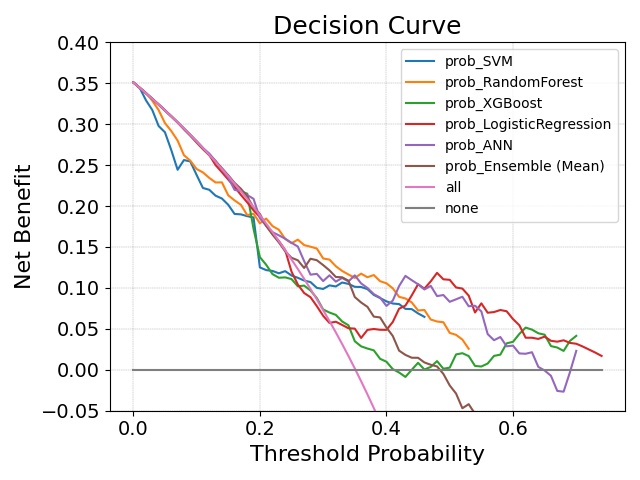 Decision Curve
0.40
0.35
0.30
0.25
0.20
0.15
0.10
0.05
0.00
−0.05
Net Benefit
prob_SVM
prob_RandomForest
prob_XGBoost
prob_LogisticRegression
prob_ANN
prob_Ensemble (Mean)
all
none
0.0 0.2 0.4 0.6
Threshold Probability